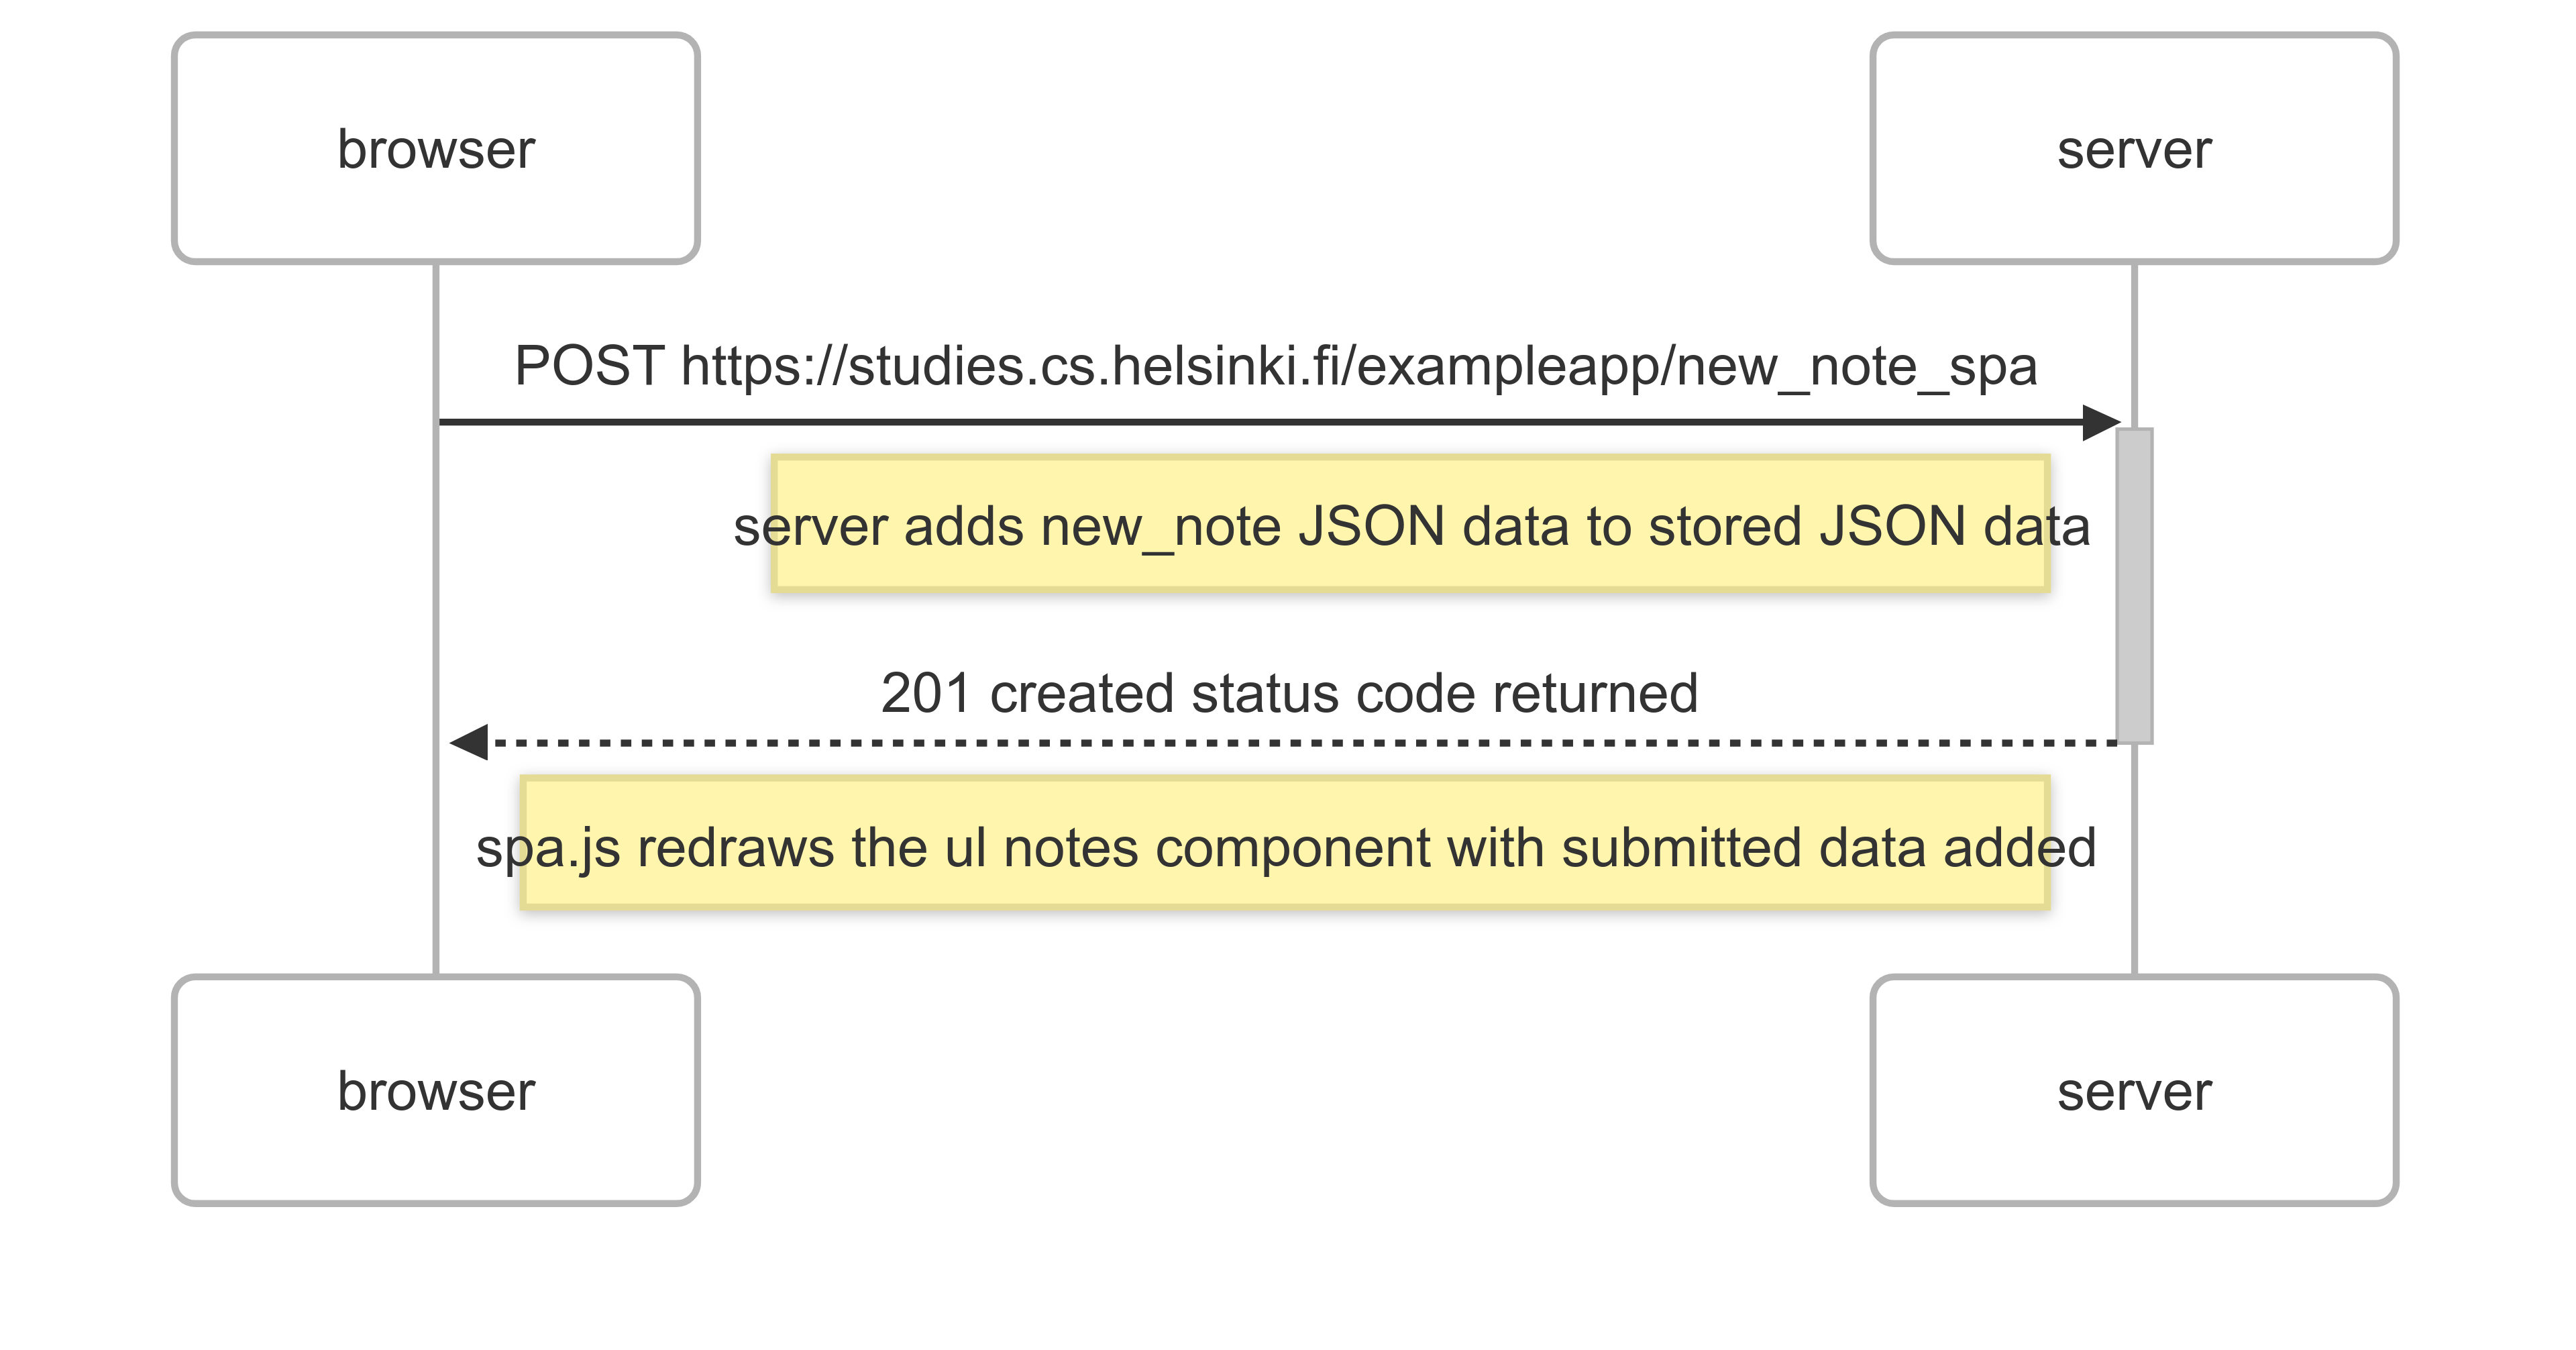 browser
server
POST https://studies.cs.helsinki.fi/exampleapp/new_note_spa
server adds new_note JSON data to stored JSON data
201 created status code returned
spa.js redraws the ul notes component with submitted data added
browser
server